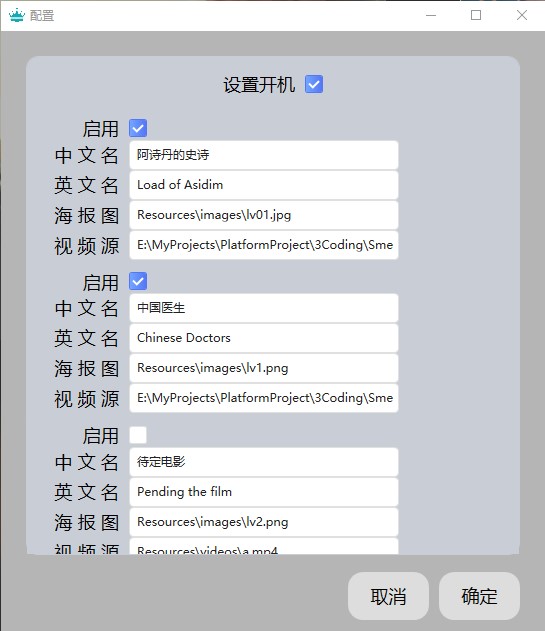 配置
设置开机
启用
中 文 名 阿诗丹的史诗
英 文 名 Load of Asidim
海 报 图 Resources\images\lv01.jpg
视 频 源 E:\MyProjects\PlatformProject\3Coding\Sme
启用
中 文 名 中国医生
英 文 名 Chinese Doctors
海 报 图 Resources\images\lv1.png
视 频 源 E:\MyProjects\PlatformProject\3Coding\Sme
启用
中 文 名 待定电影
英 文 名 Pending the film
海 报 图 Resources\images\lv2.png
视 频 源 Resources\videos\a.mp4
取消 确定